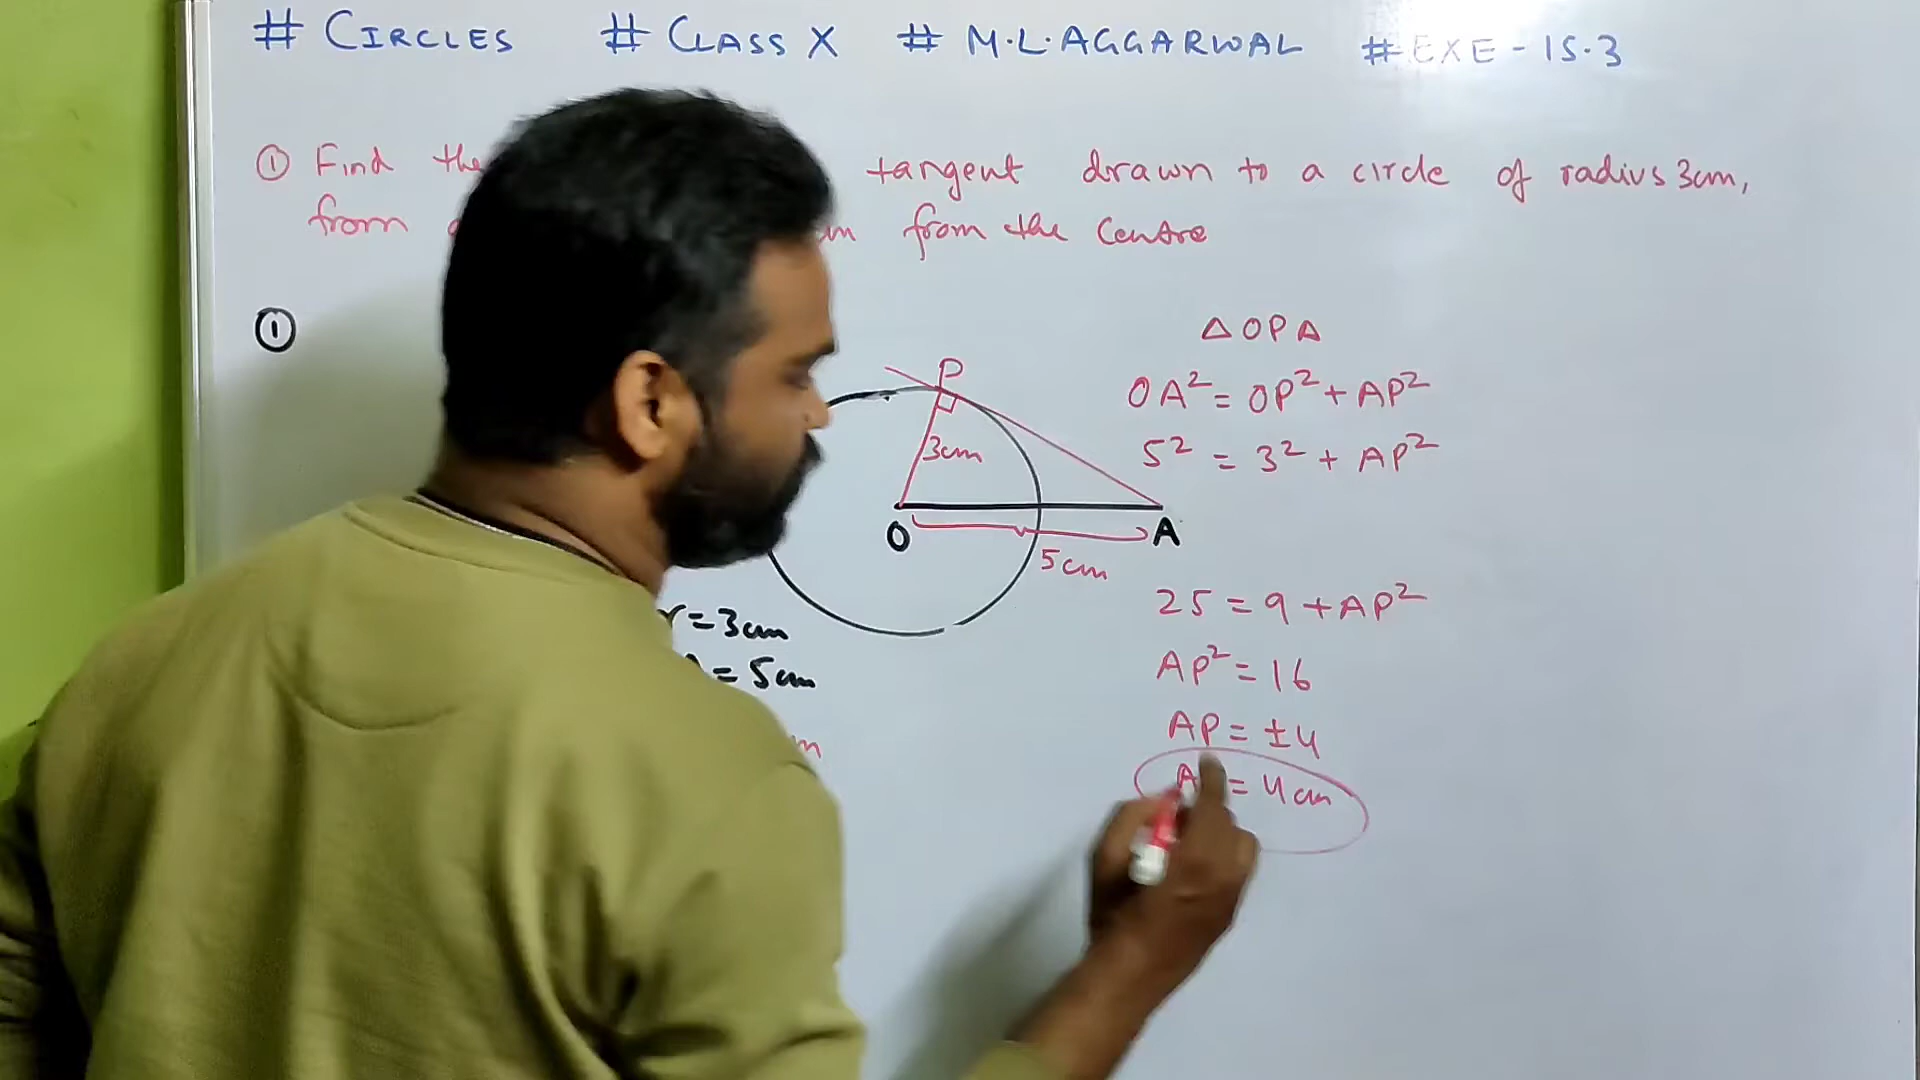 # CIRCLES # CLASS X # M.L.AGGARWAL # EXE - 15.3
① Find the tangent drawn to a circle of radius 3cm,
from from the Centre
①
△OPA
P
OA² = OP² + AP²
3cm
5² = 3² + AP²
O A
5cm
r = 3cm
= 5cm
25 = 9 + AP²
AP² = 16
AP = ±4
= 4cm